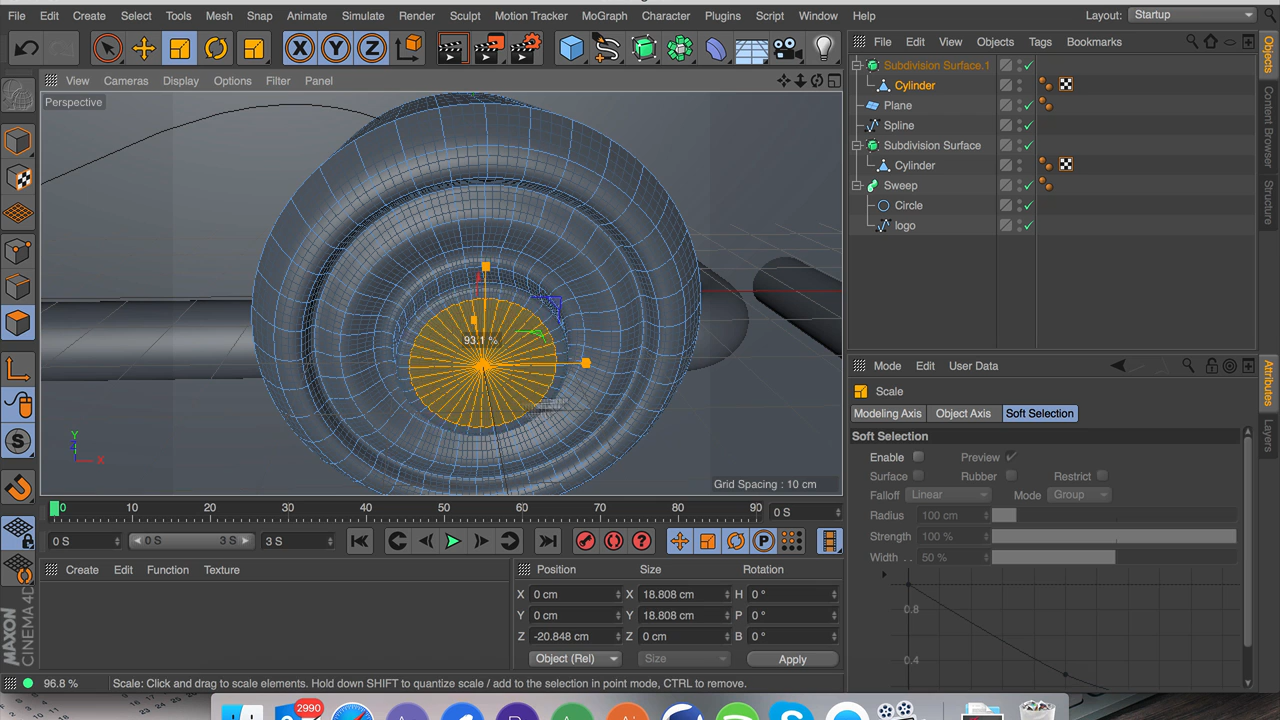 File Edit Create Select Tools Mesh Snap Animate Simulate Render Sculpt Motion Tracker MoGraph Character Plugins Script Window Help Layout: Startup
X Y Z
File Edit View Objects Tags Bookmarks
View Cameras Display Options Filter Panel
Perspective
Subdivision Surface.1
Cylinder
Plane
Spline
Subdivision Surface
Cylinder
Sweep
Circle
logo
Objects
Content Browser
Structure
93.1 %
Y
Z
X
Grid Spacing : 10 cm
S
Mode Edit User Data
Scale
Modeling Axis Object Axis Soft Selection
Soft Selection
Enable Preview
Surface Rubber Restrict
Falloff Linear Mode Group
Radius 100 cm
Strength 100 %
Width . . 50 %
0.8
0.4
Attributes
Layers
0 10 20 30 40 50 60 70 80 90 0 S
0 S 0 S 3 S 3 S
P
Create Edit Function Texture
Position Size Rotation
X 0 cm X 18.808 cm H 0 °
Y 0 cm Y 18.808 cm P 0 °
Z -20.848 cm Z 0 cm B 0 °
Object (Rel) Size Apply
MAXON
CINEMA 4D
96.8 % Scale: Click and drag to scale elements. Hold down SHIFT to quantize scale / add to the selection in point mode, CTRL to remove.
2990